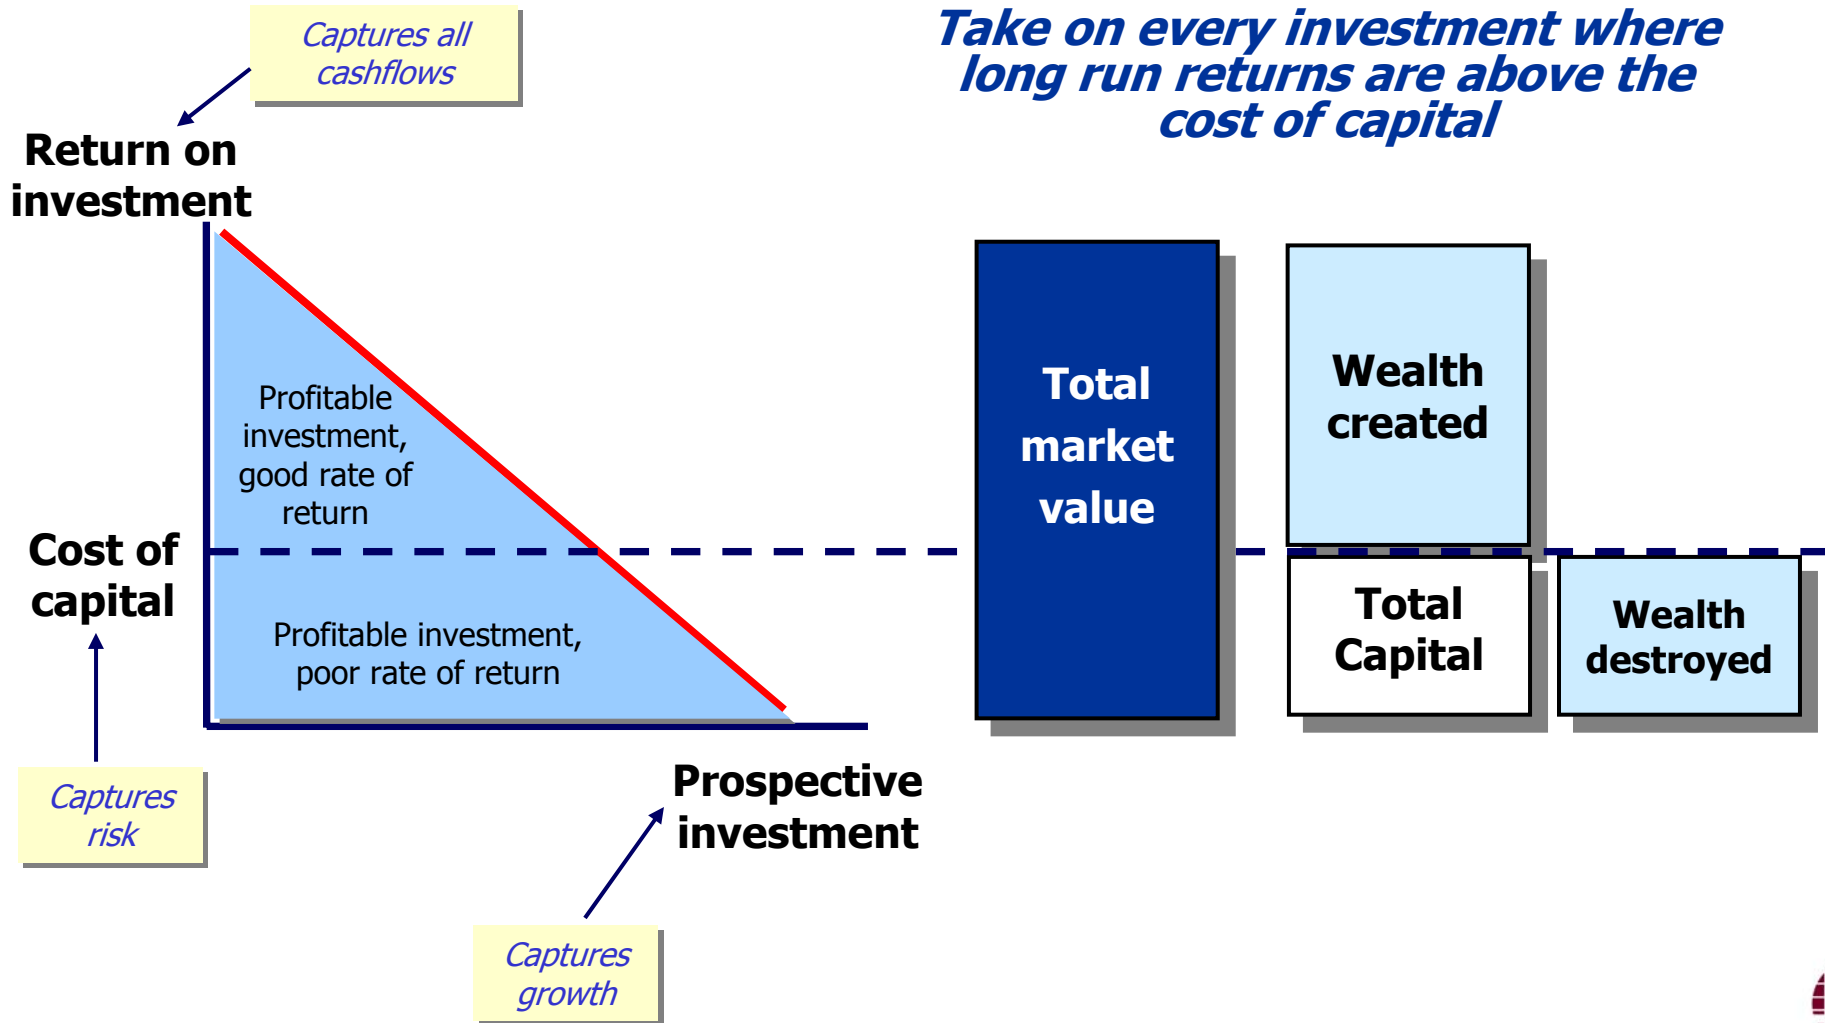 Captures all
cashflows
Take on every investment where
long run returns are above the
cost of capital
Return on
investment
Profitable
investment,
good rate of
return
Cost of
capital
Profitable investment,
poor rate of return
Captures
risk
Prospective
investment
Captures
growth
Total
market
value
Wealth
created
Total
Capital
Wealth
destroyed